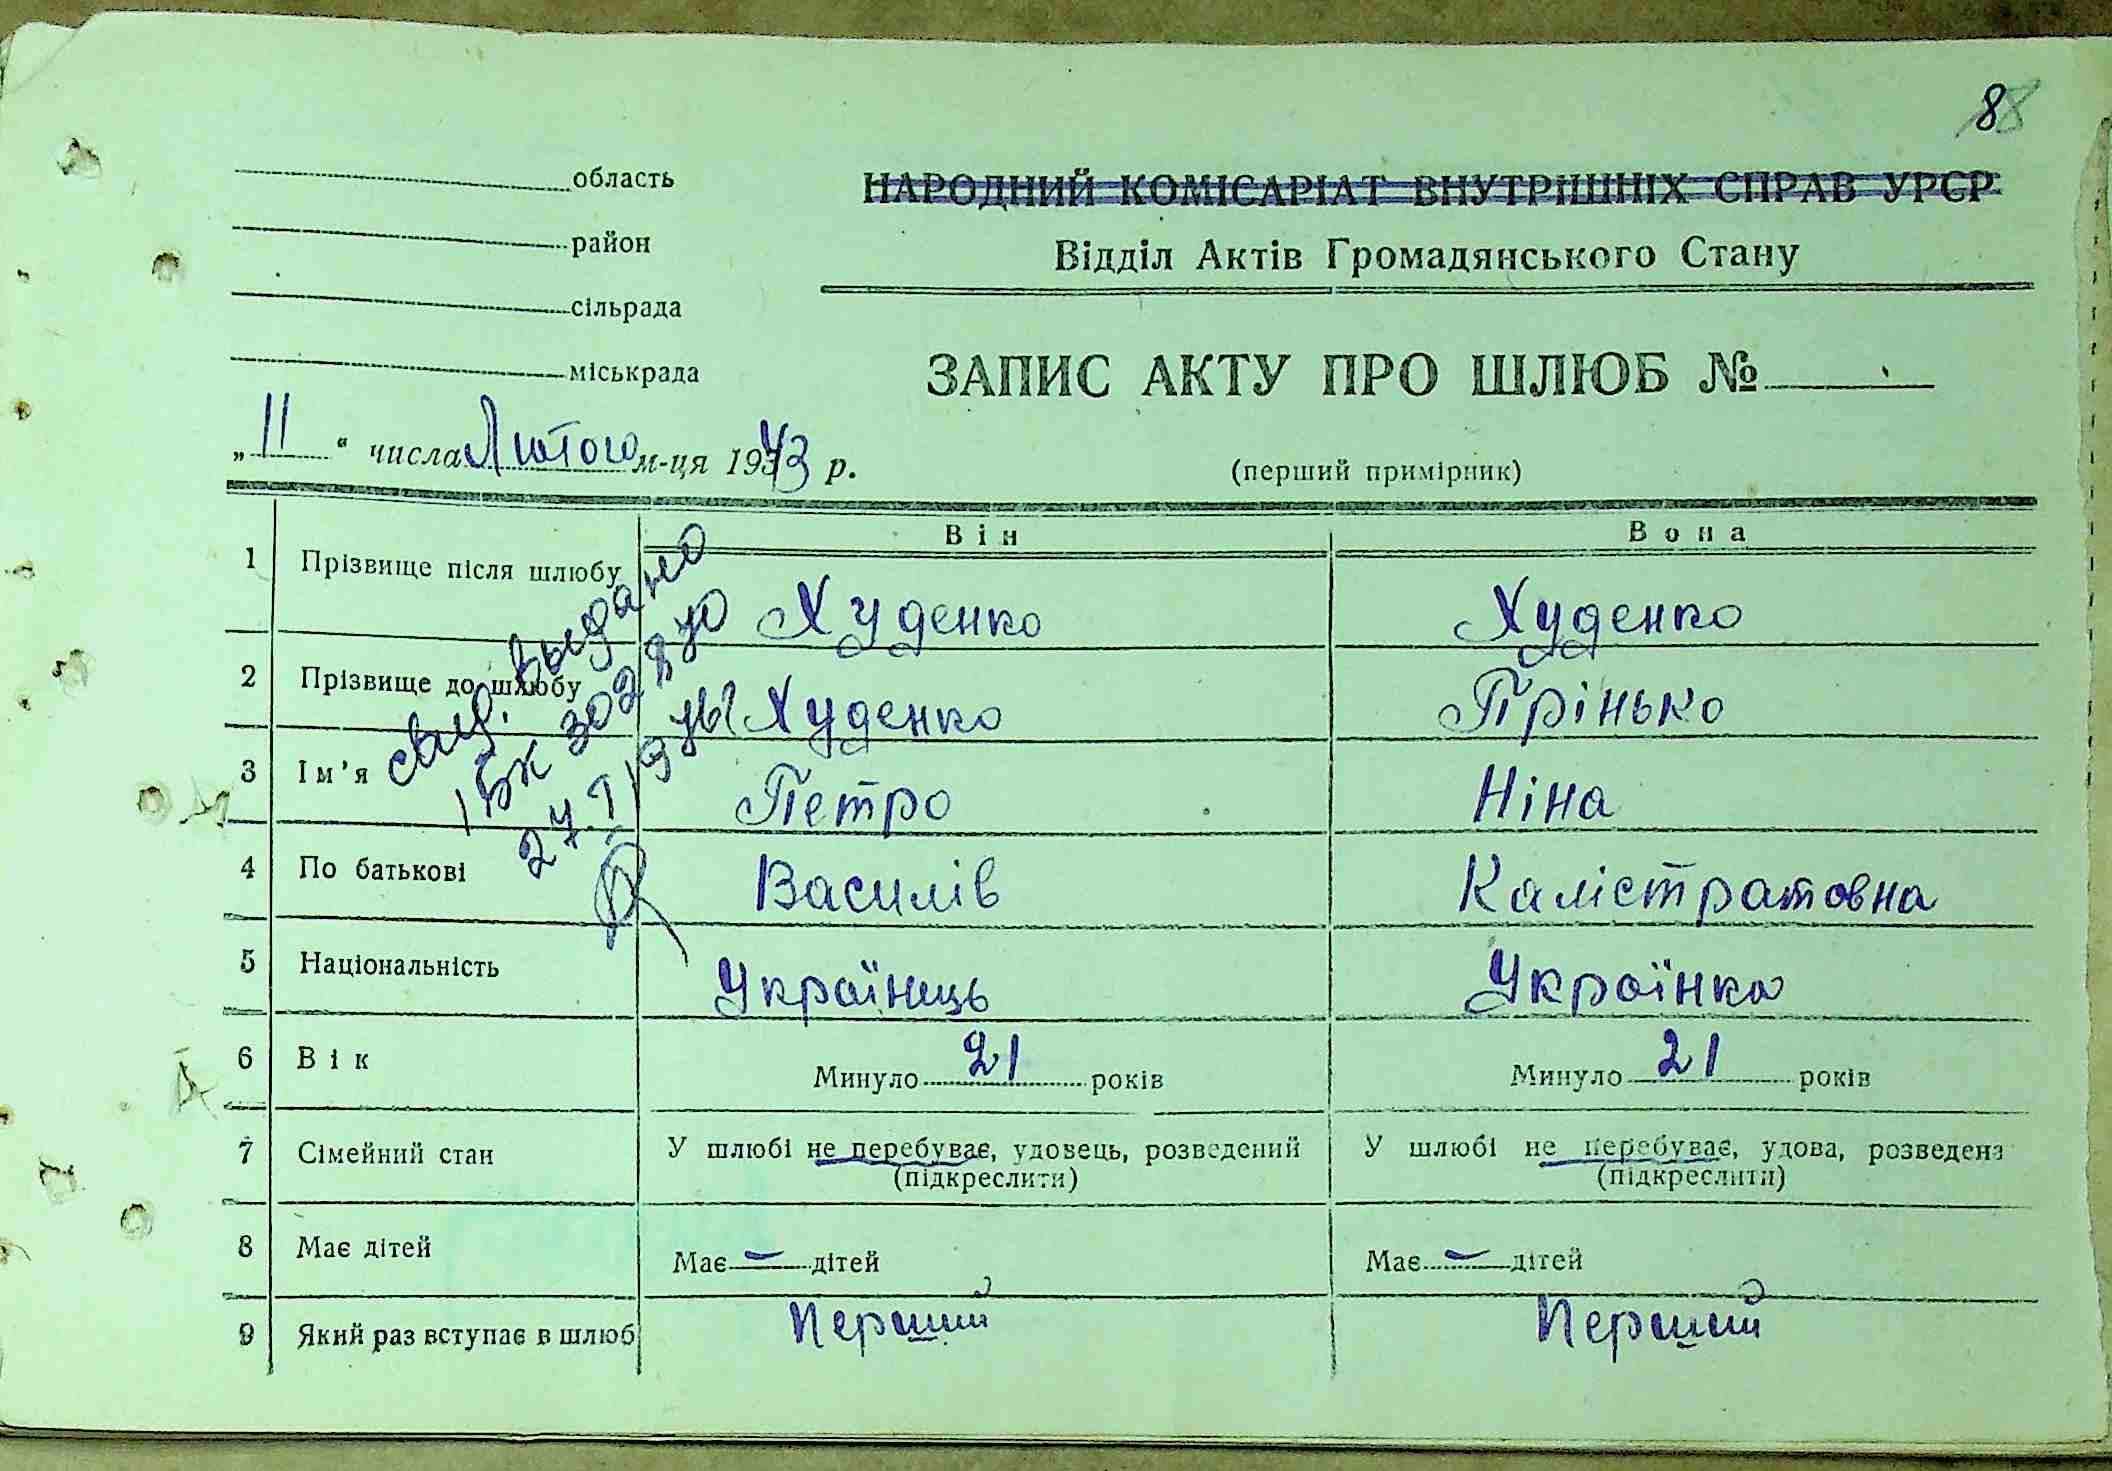 88
область
район
сільрада
міськрада
НАРОДНИЙ КОМІСАРІАТ ВНУТРІШНІХ СПРАВ УРСР
Відділ Актів Громадянського Стану
ЗАПИС АКТУ ПРО ШЛЮБ №
„11“ числа Лютого м-ця 1943 р.
(перший примірник)
Він Вона
1 Прізвище після шлюбу Худенко Худенко
2 Прізвище до шлюбу Худенко Прінько
3 Ім'я Петро Ніна
4 По батькові Василів Калістратовна
5 Національність Українець Українка
6 Вік Минуло 21 років Минуло 21 років
7 Сімейний стан У шлюбі не перебуває, удовець, розведений У шлюбі не перебуває, удова, розведена
(підкреслити) (підкреслити)
8 Має дітей Має — дітей Має — дітей
9 Який раз вступає в шлюб Перший Перший
свид. выдано